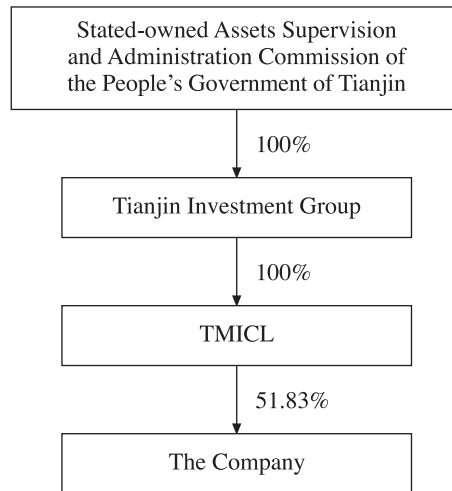 Stated-owned Assets Supervision
and Administration Commission of
the People’s Government of Tianjin
100%
Tianjin Investment Group
100%
TMICL
51.83%
The Company